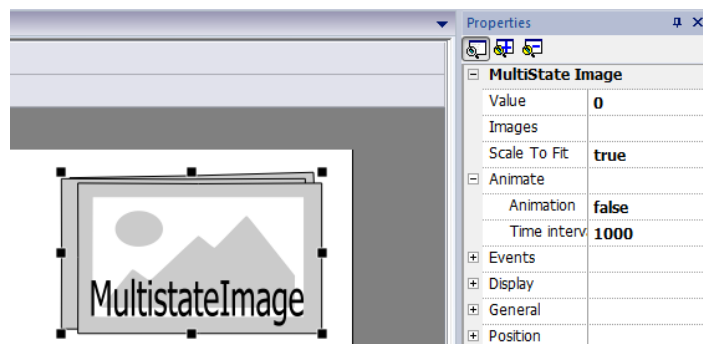 Properties
MultiState Image
Value 0
Images
Scale To Fit true
Animate
Animation false
Time interv 1000
Events
Display
General
Position
MultistateImage